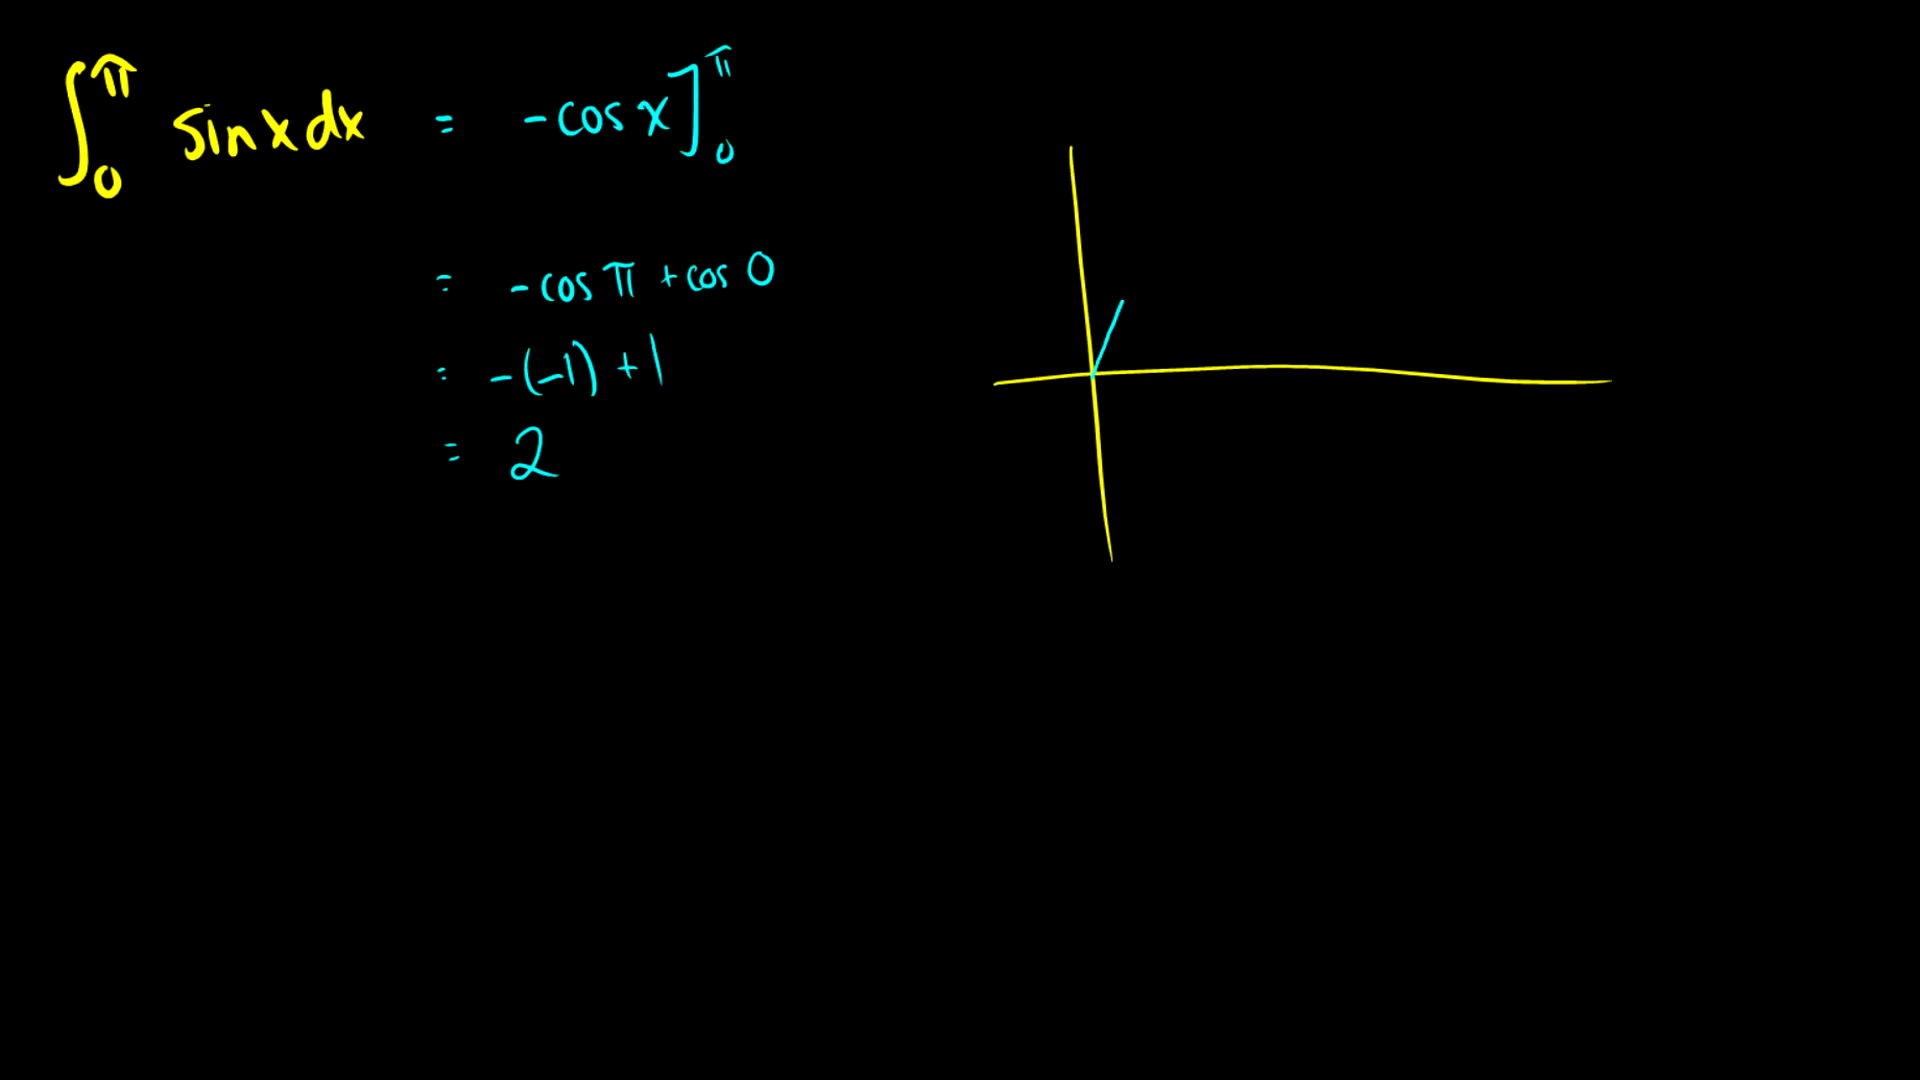 ∫₀^π sin x dx = -cos x]₀^π
= -cos π + cos 0
= -(-1) + 1
= 2